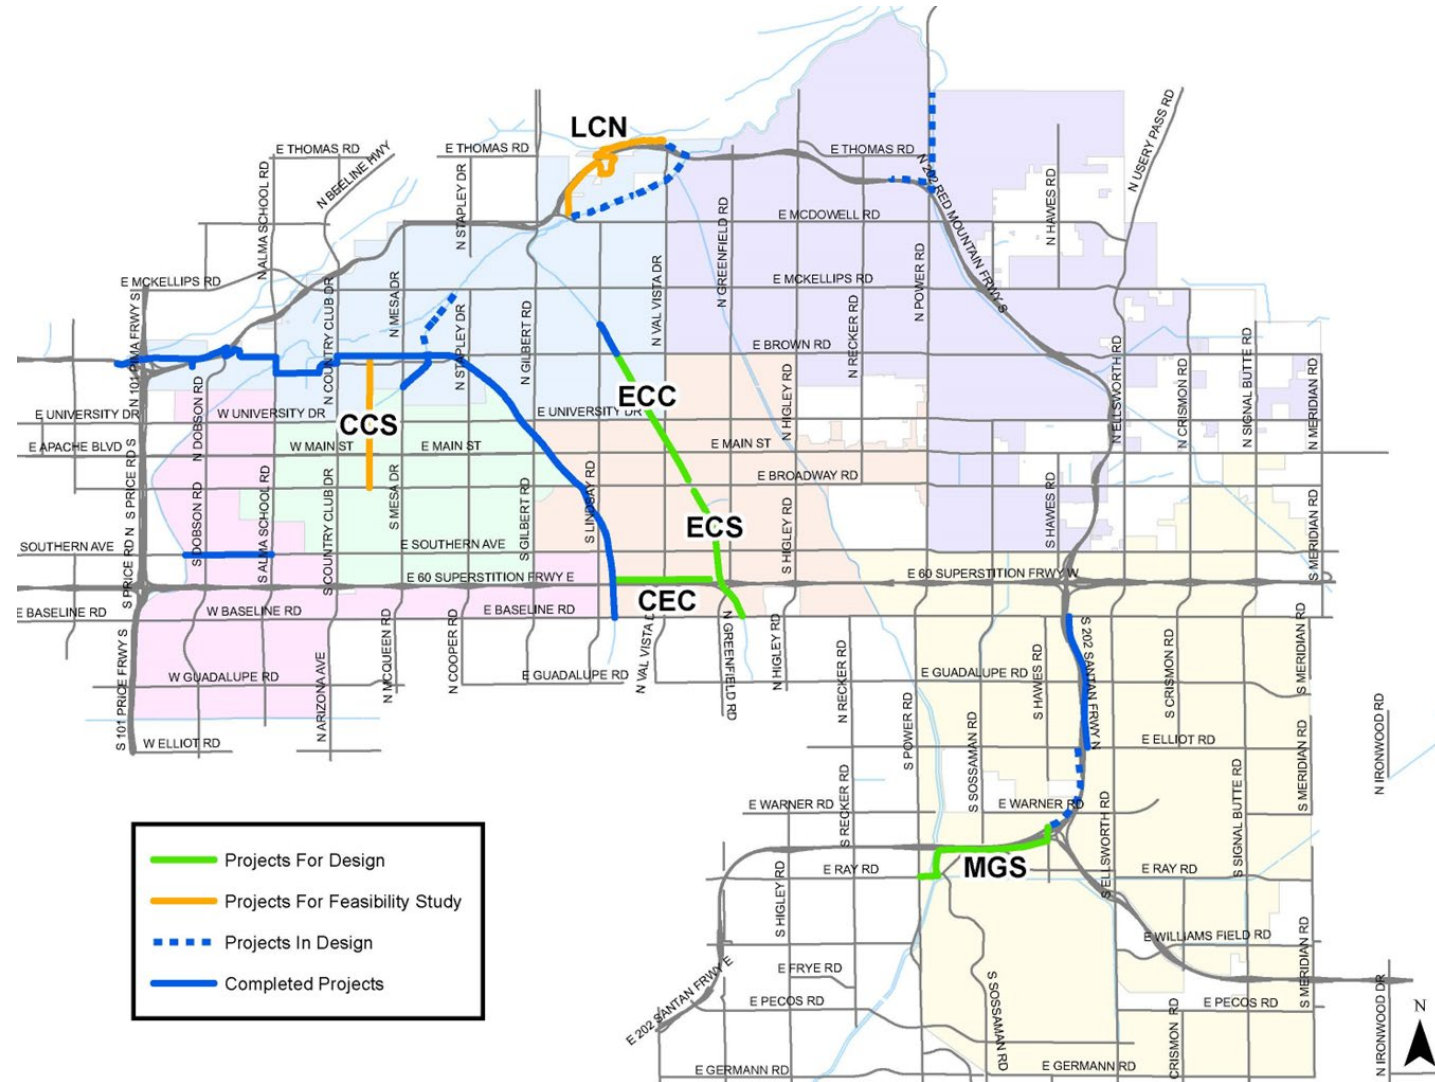 LCN
E THOMAS RD
E THOMAS RD
E THOMAS RD
N BEELINE HWY
N ALMA SCHOOL RD
N STAPLEY DR
N 202 RED MOUNTAIN FRWY S
N USERY PASS RD
N HAWES RD
E MCDOWELL RD
N GREENFIELD RD
N VAL VISTA DR
N POWER RD
E MCKELLIPS RD
E MCKELLIPS RD
N 101 PIMA FRWY S
N COUNTRY CLUB DR
N MESA DR
N STAPLEY DR
N GILBERT RD
N RECKER RD
E BROWN RD
N HIGLEY RD
N ELLSWORTH RD
N CRISMON RD
N SIGNAL BUTTE RD
N MERIDIAN RD
ECC
CCS
E UNIVERSITY DR
N DOBSON RD
W UNIVERSITY DR
E UNIVERSITY DR
E APACHE BLVD
W MAIN ST
E MAIN ST
E MAIN ST
E BROADWAY RD
S PRICE RD N
S PRICE RD S
S DOBSON RD
S ALMA SCHOOL RD
S COUNTRY CLUB DR
S MESA DR
S GILBERT RD
S LINDSAY RD
ECS
S HIGLEY RD
S HAWES RD
S MERIDIAN RD
SOUTHERN AVE
E SOUTHERN AVE
E 60 SUPERSTITION FRWY E
E 60 SUPERSTITION FRWY W
CEC
E BASELINE RD
W BASELINE RD
E BASELINE RD
S 101 PRICE FRWY S
W GUADALUPE RD
N ARIZONA AVE
N MCQUEEN RD
N COOPER RD
E GUADALUPE RD
N VAL VISTA D
N GREENFIELD RD
N HIGLEY RD
N RECKER RD
E GUADALUPE RD
S POWER RD
S SOSSAMAN RD
S HAWES RD
S 202 SANTAN FRWY N
S CRISMON RD
S MERIDIAN RD
W ELLIOT RD
E ELLIOT RD
N IRONWOOD RD
S MERIDIAN RD
E WARNER RD
E WARNER RD
S RECKER RD
S ELLSWORTH RD
S SIGNAL BUTTE RD
MGS
E RAY RD
E RAY RD
S HIGLEY RD
E WILLIAMS FIELD RD
S MERIDIAN RD
E FRYE RD
E 202 SANTAN FRWY E
E PECOS RD
E PECOS RD
S SOSSAMAN RD
CRISMON RD
N IRONWOOD DR
E GERMANN RD
E GERMANN RD
N
Projects For Design
Projects For Feasibility Study
Projects In Design
Completed Projects